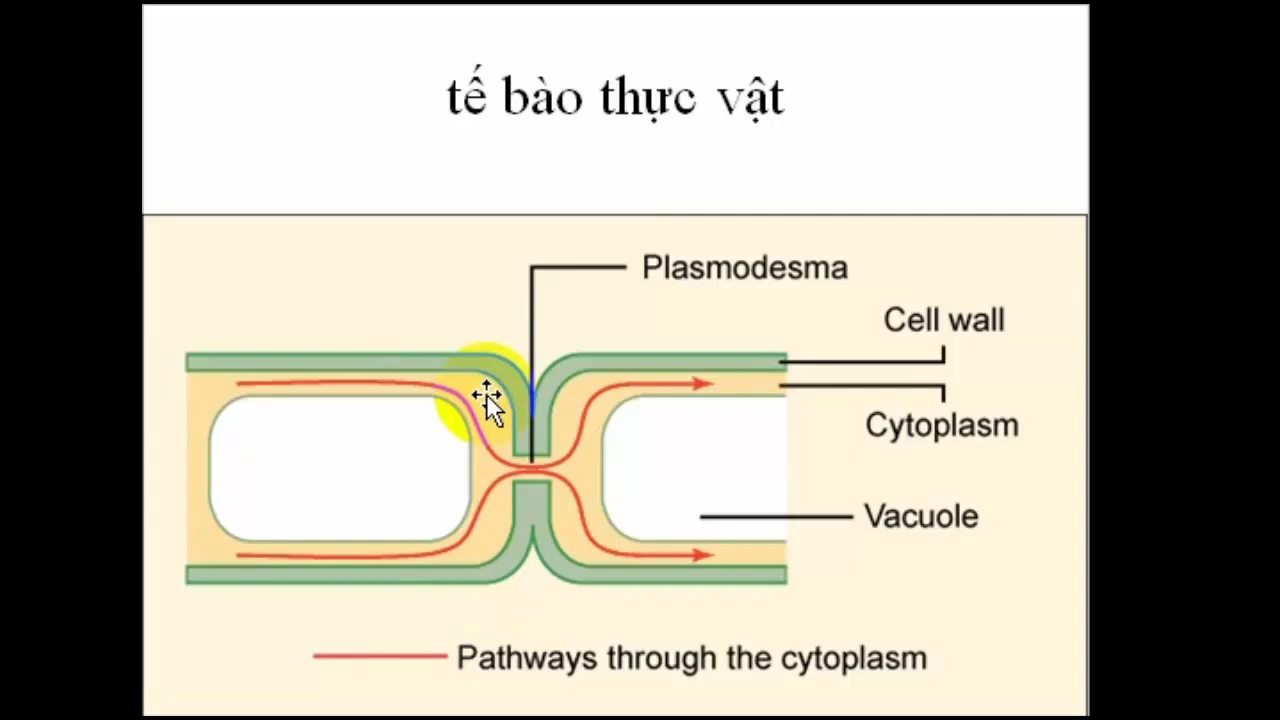 tế bào thực vật
Plasmodesma
Cell wall
Cytoplasm
Vacuole
Pathways through the cytoplasm